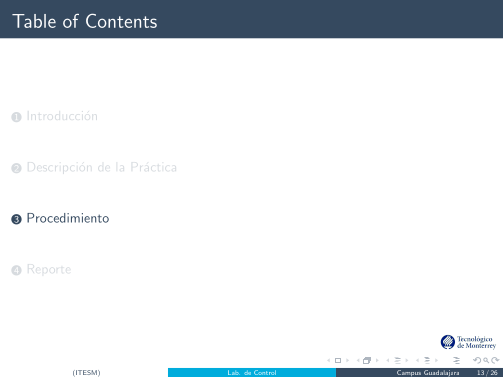 Table of Contents
1 Introducción
2 Descripción de la Práctica
3 Procedimiento
4 Reporte
Tecnológico
de Monterrey
(ITESM) Lab. de Control Campus Guadalajara 13 / 26